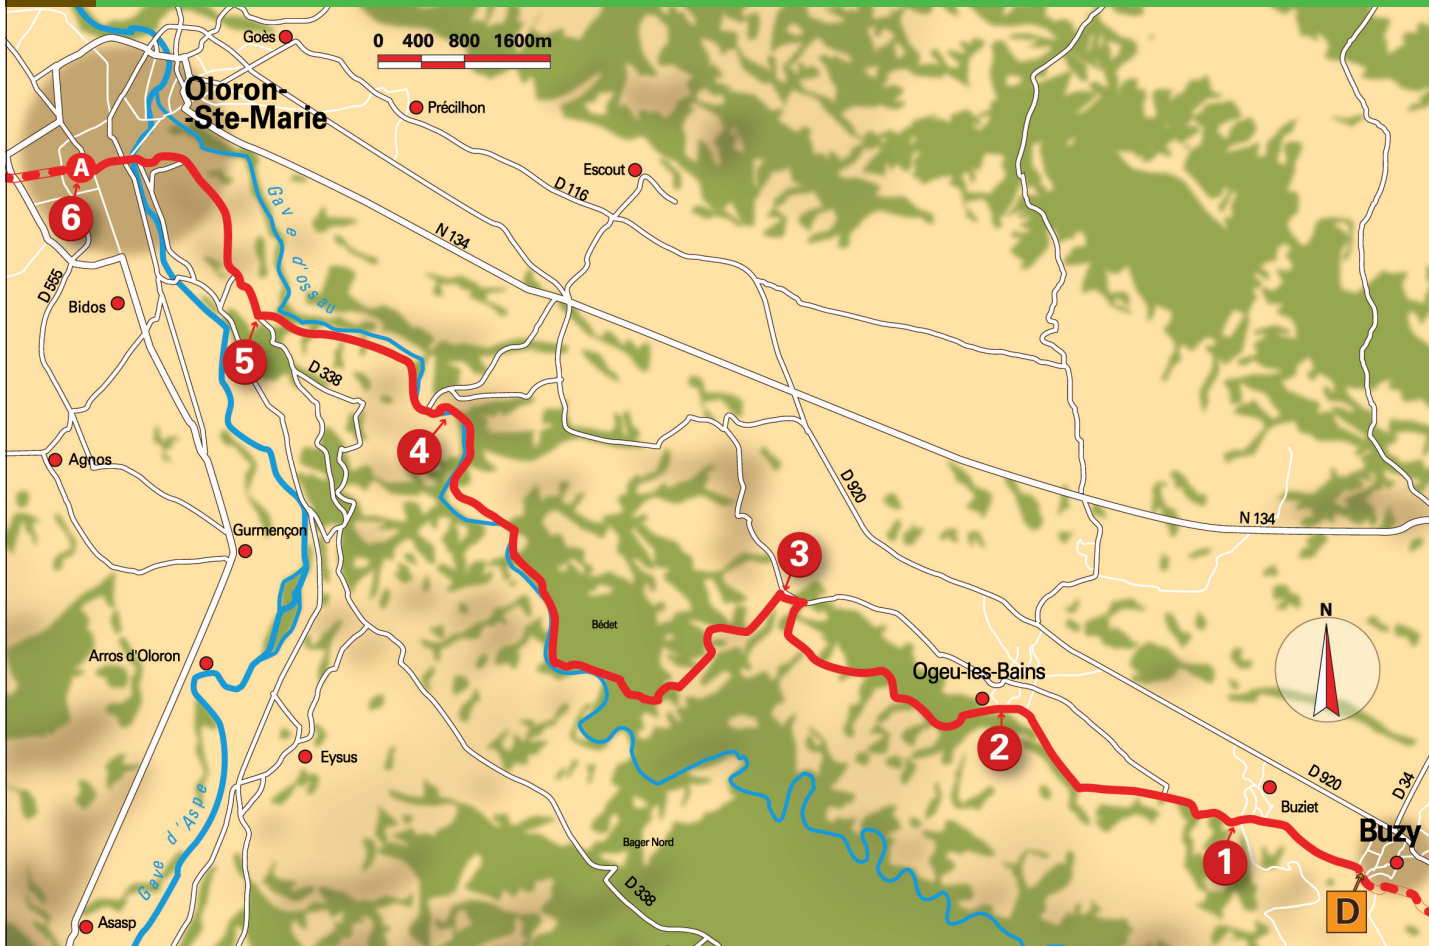 Goès
0 400 800 1600m
Oloron-
-Ste-Marie
Précilhon
Escout
D 116
A
6
Gave d'ossau
N 134
D 555
Bidos
5
D 338
4
Agnos
D 920
N 134
Gurmençon
3
N
Bédet
Arros d'Oloron
Ogeu-les-Bains
2
Eysus
D 920
D 34
Buziet
Gave d'Aspe
Buzy
Bager Nord
1
D 338
D
Asasp